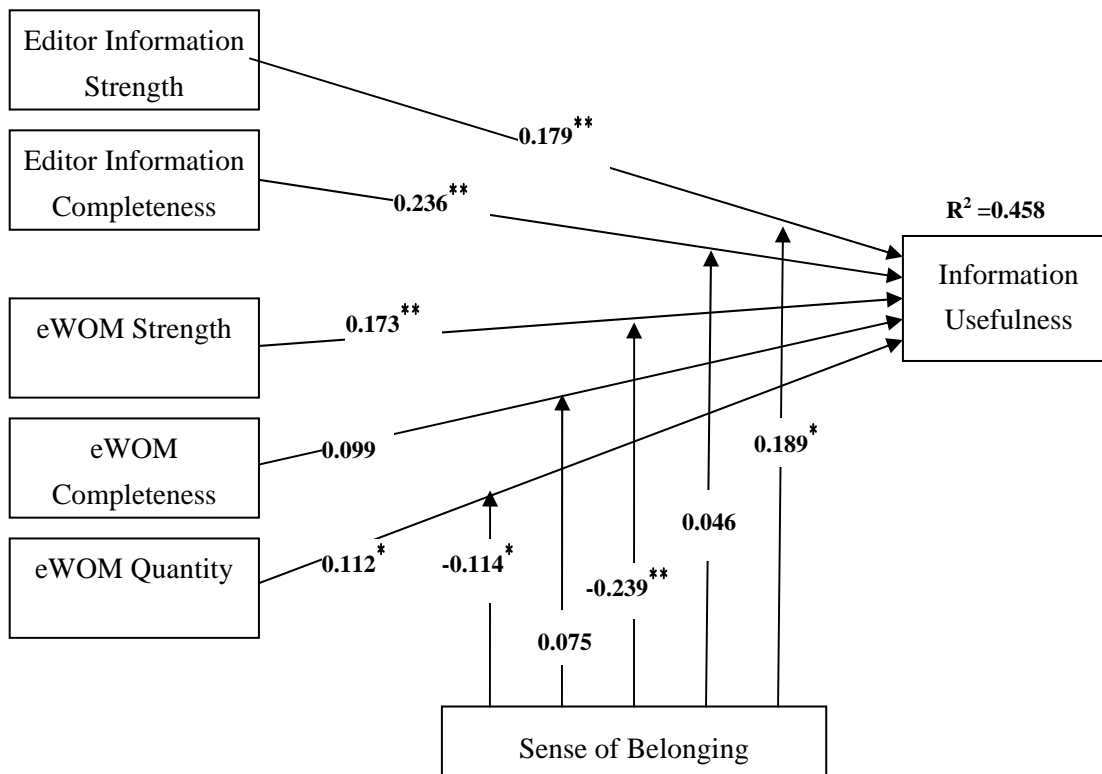 Editor Information
Strength
0.179**
Editor Information
Completeness
0.236**
R² =0.458
Information
Usefulness
eWOM Strength
0.173**
eWOM
Completeness
0.099
0.189*
0.046
eWOM Quantity
0.112*
-0.114*
-0.239**
0.075
Sense of Belonging